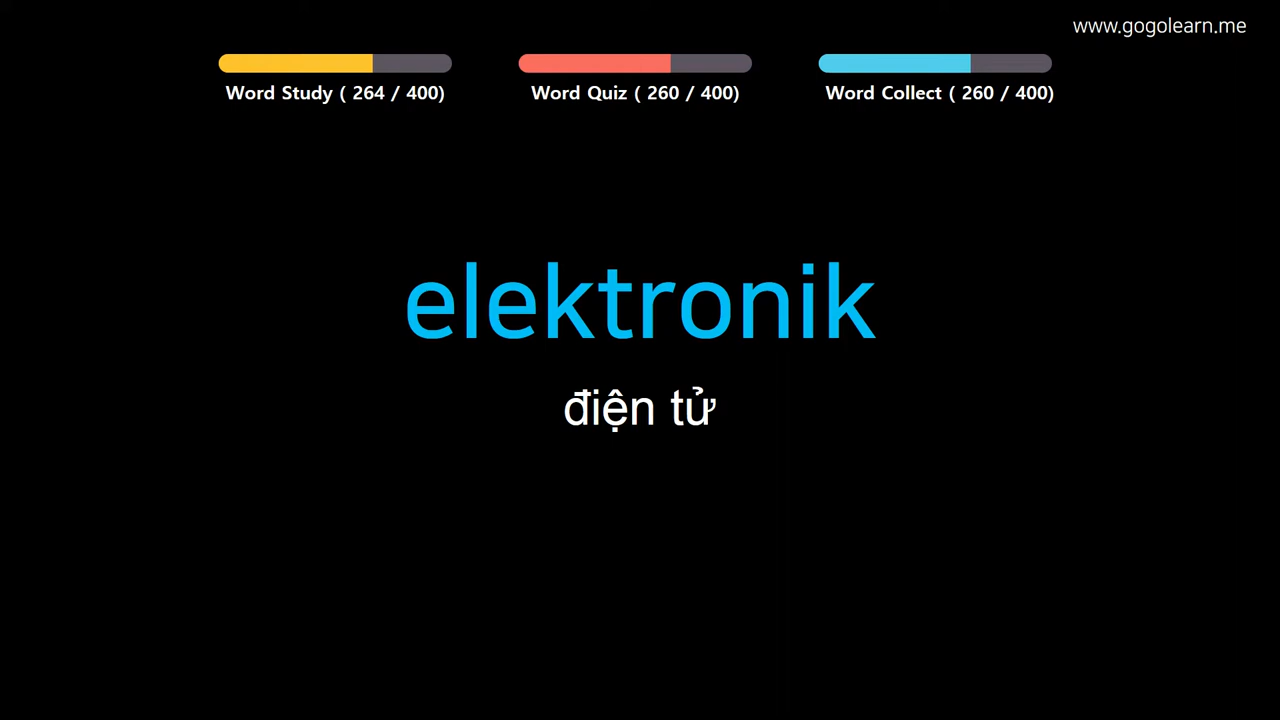 www.gogolearn.me
Word Study ( 264 / 400)
Word Quiz ( 260 / 400)
Word Collect ( 260 / 400)
elektronik
điện tử